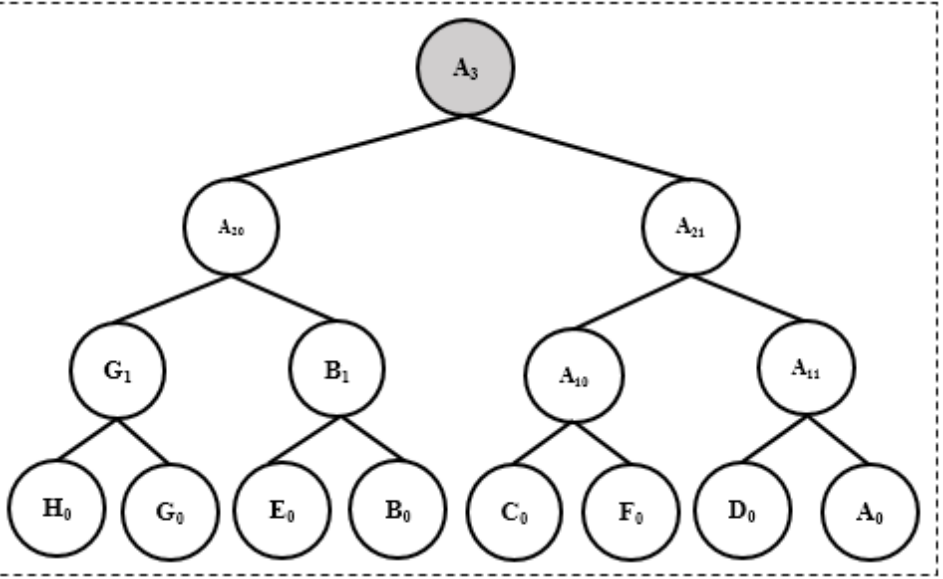 A₃
A₂₀ A₂₁
G₁ B₁ A₁₀ A₁₁
H₀ G₀ E₀ B₀ C₀ F₀ D₀ A₀